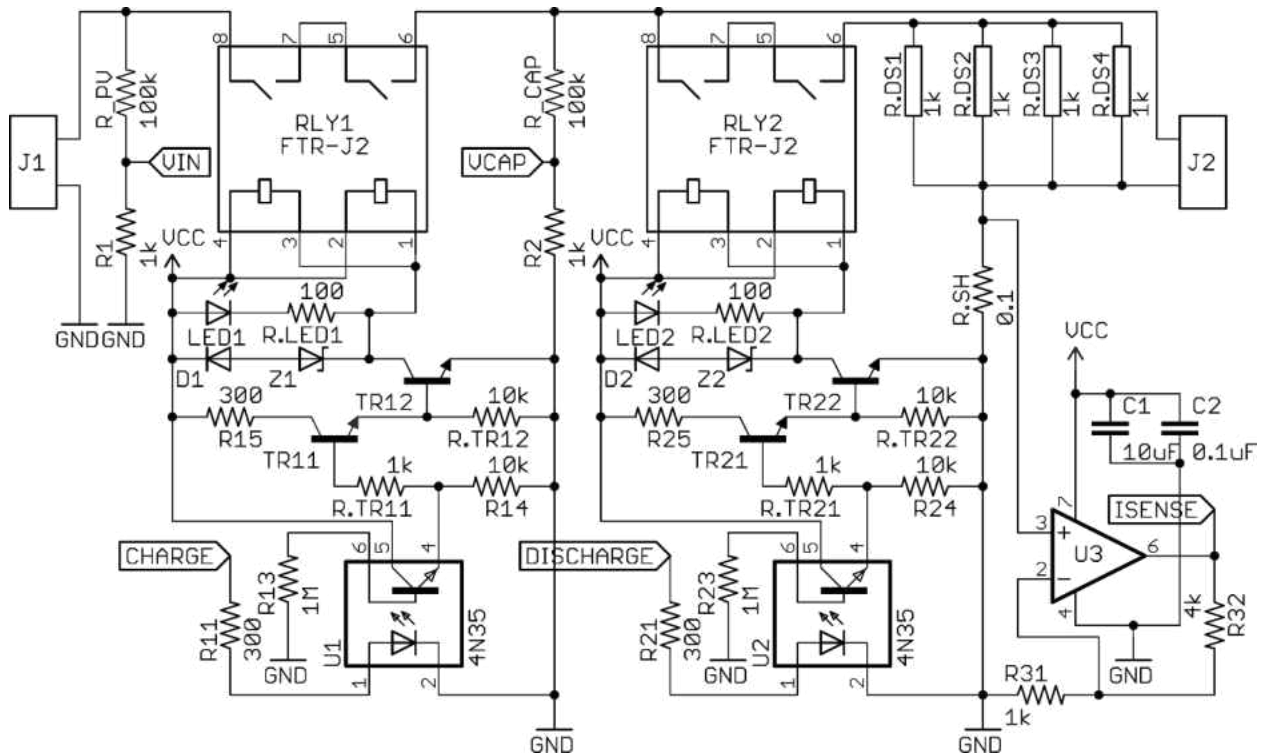 8 7 5 6 8 7 5 6
R_PV 100k
R_CAP 100k
R.DS1 1k
R.DS2 1k
R.DS3 1k
R.DS4 1k
RLY1
FTR-J2
RLY2
FTR-J2
J1
VIN
VCAP
J2
R1 1k
4 3 2 1
R2 1k
4 3 2 1
VCC
VCC
R.SH 0.1
GND GND
100
LED1 R.LED1
100
LED2 R.LED2
VCC
D1 Z1
D2 Z2
300
R15
TR12
10k
R.TR12
300
R25
TR22
10k
R.TR22
C1 C2
10uF 0.1uF
TR11
1k
R.TR11
10k
R14
TR21
1k
R.TR21
10k
R24
7
ISENSE
CHARGE
6 5 4
DISCHARGE
6 5 4
3 +
U3 6
2 −
4
R13 1M
R23 1M
R11 300
U1 4N35
R21 300
U2 4N35
4k R32
GND
1 2
GND
1 2
GND
R31
1k
GND
GND